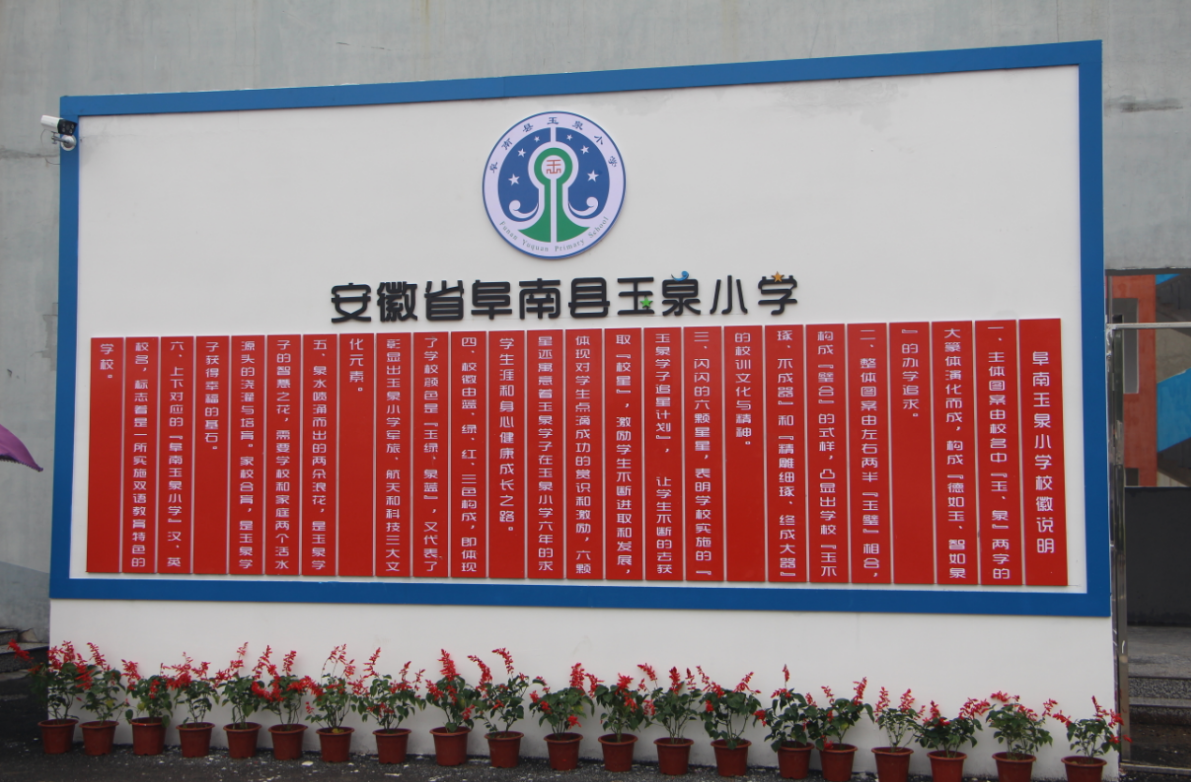 阜南县玉泉小学
玉
Funan Yuquan Primary School
安徽省阜南县玉泉小学
阜南玉泉小学校徽说明
一、主体图案由校名中『玉、泉』两字的
大篆体演化而成，构成『德如玉、智如泉
』的办学追求。
二、整体图案由左右两半『玉璧』相合，
构成『璧合』的式样，凸显出学校『玉不
琢、不成器』和『精雕细琢、终成大器』
的校训文化与精神。
三、闪闪的六颗星星，表明学校实施的『
玉泉学子追星计划』，让学生不断的去获
取『校星』，激励学生不断进取和发展，
体现对学生点滴成功的赏识和激励，六颗
星还寓意着玉泉学子在玉泉小学六年的求
学生涯和身心健康成长之路。
四、校徽由蓝、绿、红、三色构成，即体现
了学校颜色是『玉绿、泉蓝』，又代表了
彰显出玉泉小学军旅、航天和科技三大文
化元素。
五、泉水喷涌而出的两朵浪花，是玉泉学
子的智慧之花，需要学校和家庭两个活水
源头的浇灌与培育。家校合育，是玉泉学
子获得幸福的基石。
六、上下对应的『阜南玉泉小学』汉、英
校名，标志着是一所实施双语教育特色的
学校。